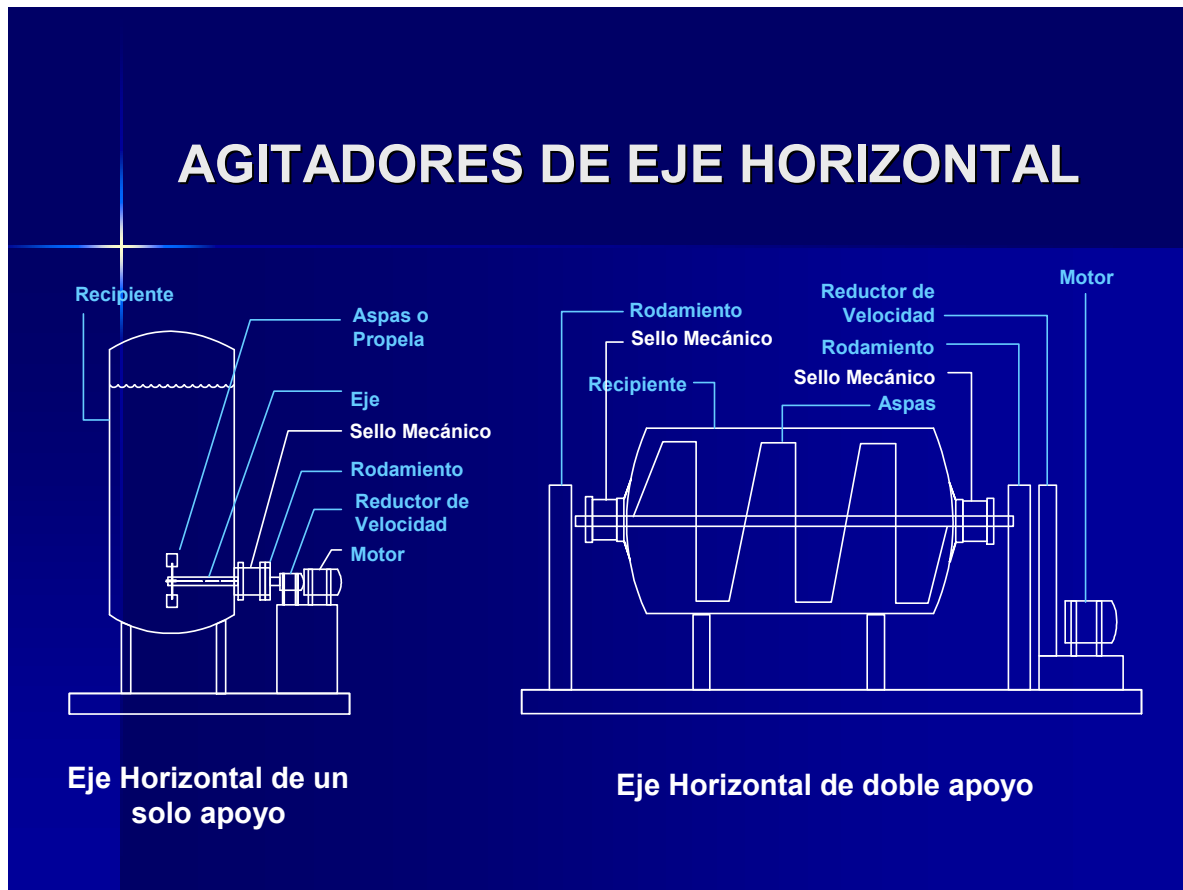 AGITADORES DE EJE HORIZONTAL
Recipiente
Aspas o
Propela
Eje
Sello Mecánico
Rodamiento
Reductor de
Velocidad
Motor
Eje Horizontal de un
solo apoyo
Rodamiento
Sello Mecánico
Recipiente
Motor
Reductor de
Velocidad
Rodamiento
Sello Mecánico
Aspas
Eje Horizontal de doble apoyo